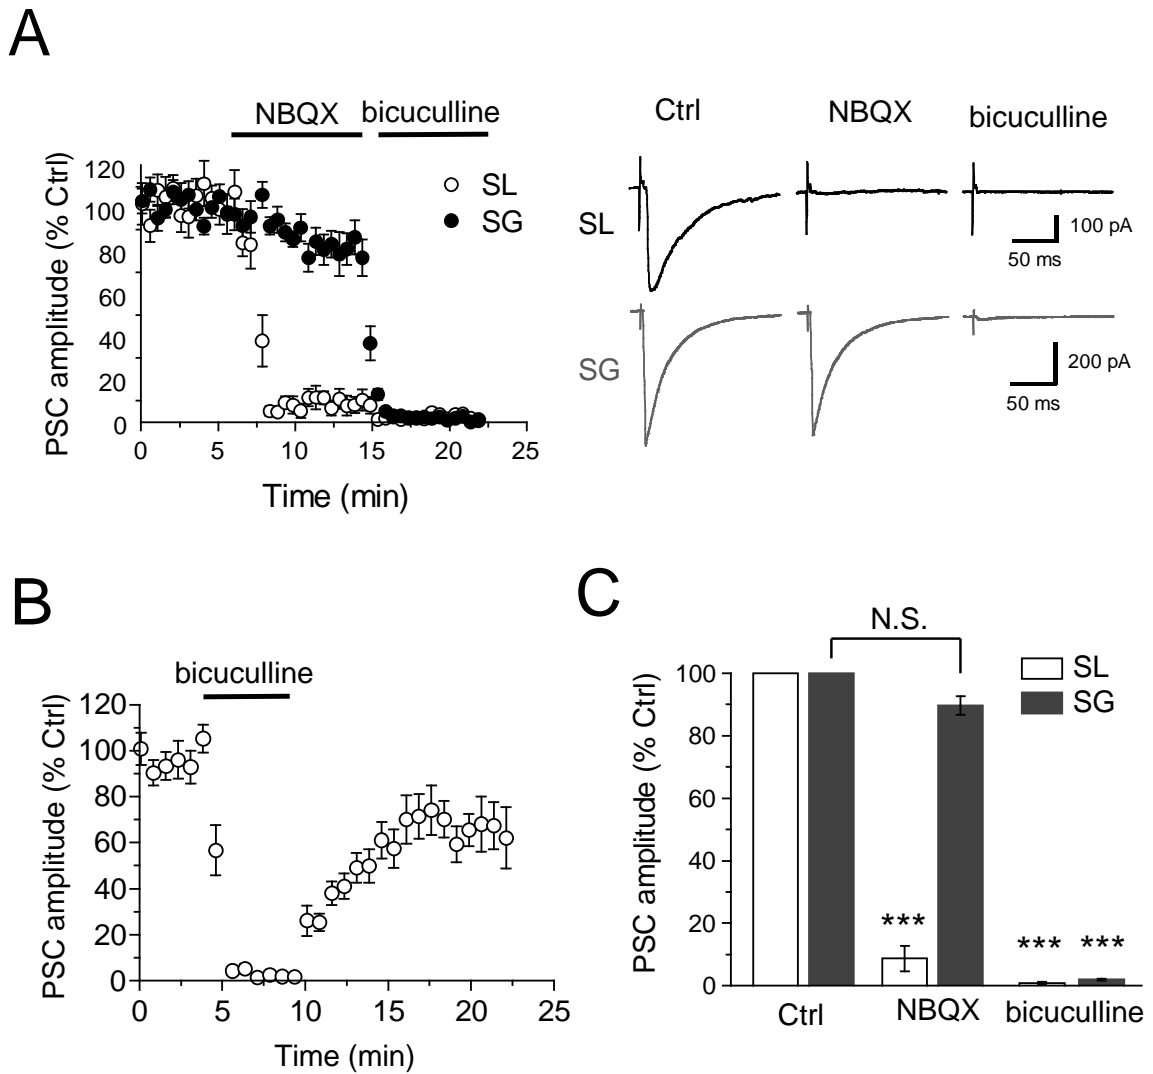 A
NBQX bicuculline
120
100
80
60
40
20
0
PSC amplitude (% Ctrl)
SL
SG
0 5 10 15 20 25
Time (min)
Ctrl NBQX bicuculline
SL
100 pA
50 ms
SG
200 pA
50 ms
B
bicuculline
120
100
80
60
40
20
0
PSC amplitude (% Ctrl)
0 5 10 15 20 25
Time (min)
C
N.S.
SL
SG
100
80
60
40
20
0
PSC amplitude (% Ctrl)
*** *** ***
Ctrl NBQX bicuculline